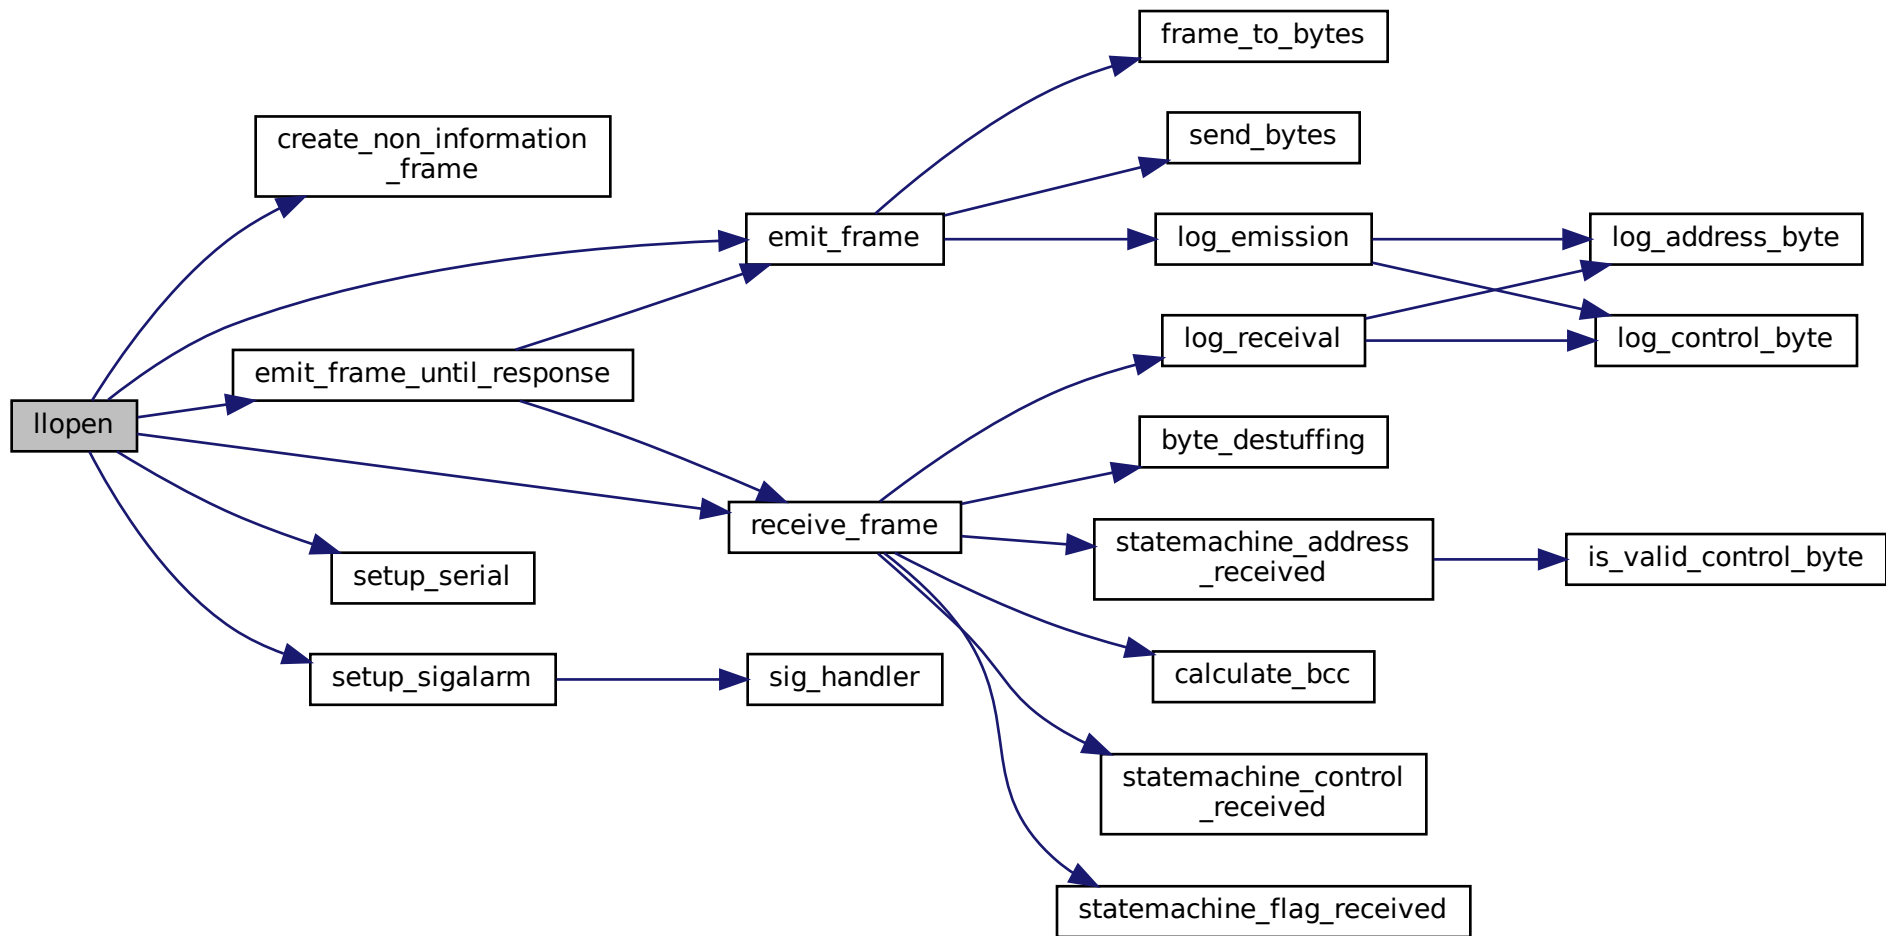 frame_to_bytes
create_non_information
_frame
send_bytes
emit_frame
log_emission
log_address_byte
log_receival
log_control_byte
emit_frame_until_response
llopen
byte_destuffing
receive_frame
statemachine_address
_received
is_valid_control_byte
setup_serial
setup_sigalarm
sig_handler
calculate_bcc
statemachine_control
_received
statemachine_flag_received